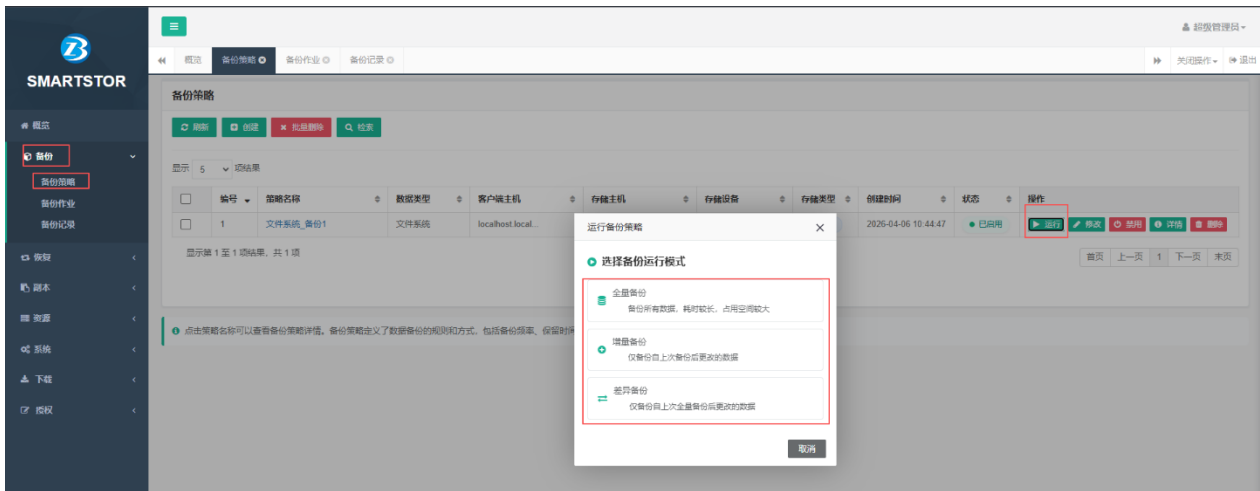 超级管理员
概览 备份策略 备份作业 备份记录 关闭操作 退出
SMARTSTOR
概览
备份
备份策略
备份作业
备份记录
恢复
副本
资源
系统
下载
授权
备份策略
刷新 创建 批量删除 检索
显示 5 项结果
编号 策略名称 数据类型 客户端主机 存储主机 存储设备 存储类型 创建时间 状态 操作
1 文件系统_备份1 文件系统 localhost.local... 2026-04-06 10:44:47 已启用 运行 修改 禁用 详情 删除
显示第 1 至 1 项结果，共 1 项
首页 上一页 1 下一页 末页
点击策略名称可以查看备份策略详情。备份策略定义了数据备份的规则和方式，包括备份频率、保留时间
运行备份策略
选择备份运行模式
全量备份
备份所有数据，耗时较长，占用空间较大
增量备份
仅备份自上次备份后更改的数据
差异备份
仅备份自上次全量备份后更改的数据
取消